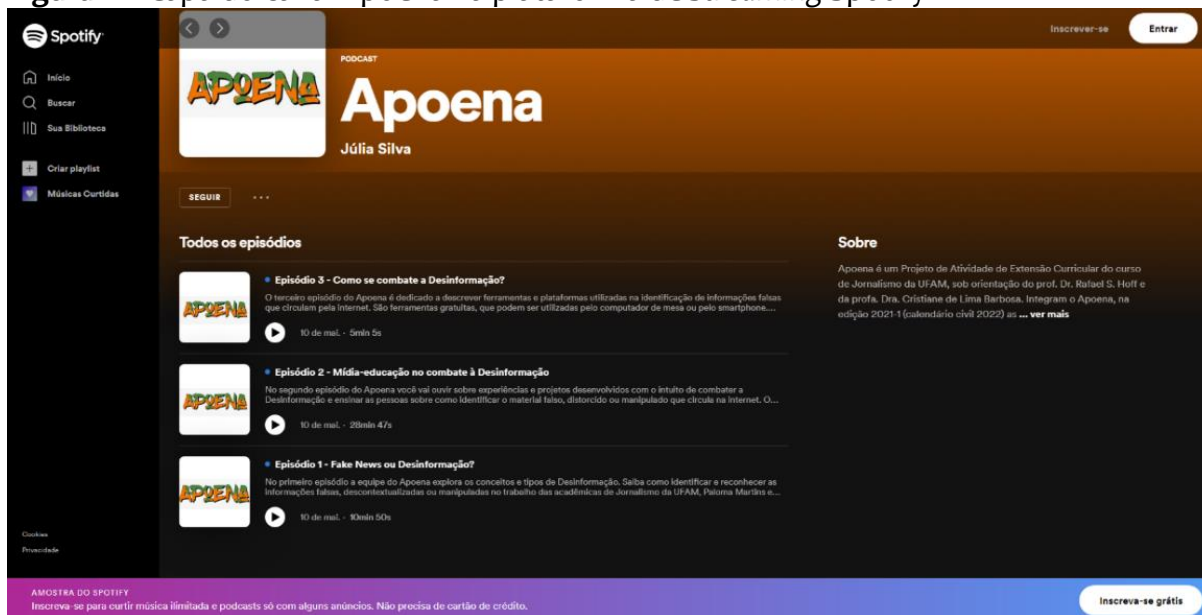 Spotify
Início
Buscar
Sua Biblioteca
Criar playlist
Músicas Curtidas
Cookies
Privacidade
Inscrever-se
Entrar
APOENA
PODCAST
Apoena
Júlia Silva
SEGUIR
Todos os episódios
APOENA
Episódio 3 - Como se combate a Desinformação?
O terceiro episódio do Apoena é dedicado a descrever ferramentas e plataformas utilizadas na identificação de informações falsas
que circulam pela internet. São ferramentas gratuitas, que podem ser utilizadas pelo computador de mesa ou pelo smartphone....
10 de mai. · 5min 5s
APOENA
Episódio 2 - Mídia-educação no combate à Desinformação
No segundo episódio do Apoena você vai ouvir sobre experiências e projetos desenvolvidos com o intuito de combater a
Desinformação e ensinar as pessoas sobre como identificar o material falso, distorcido ou manipulado que circula na internet. O...
10 de mai. · 28min 47s
APOENA
Episódio 1 - Fake News ou Desinformação?
No primeiro episódio a equipe do Apoena explora os conceitos e tipos de Desinformação. Saiba como identificar e reconhecer as
informações falsas, descontextualizadas ou manipuladas no trabalho das acadêmicas de Jornalismo da UFAM, Paloma Martins e...
10 de mai. · 10min 50s
Sobre
Apoena é um Projeto de Atividade de Extensão Curricular do curso
de Jornalismo da UFAM, sob orientação do prof. Dr. Rafael S. Hoff e
da profa. Dra. Cristiane de Lima Barbosa. Integram o Apoena, na
edição 2021-1 (calendário civil 2022) as ... ver mais
AMOSTRA DO SPOTIFY
Inscreva-se para curtir música ilimitada e podcasts só com alguns anúncios. Não precisa de cartão de crédito.
Inscreva-se grátis